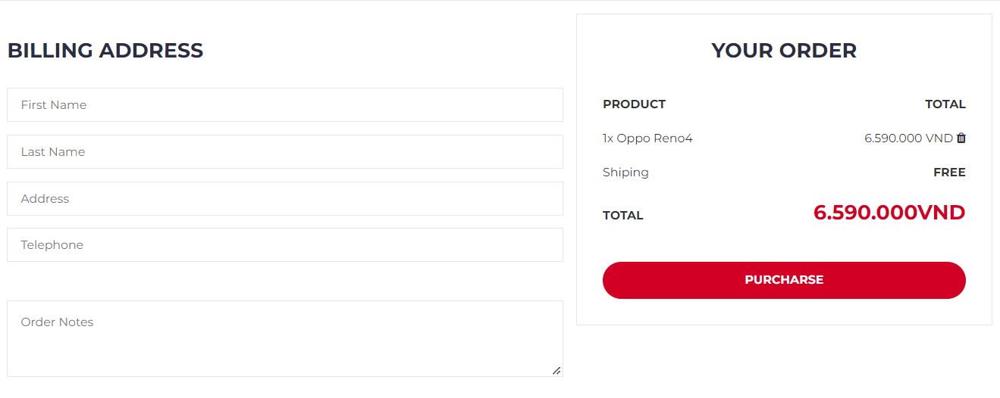 BILLING ADDRESS
First Name
Last Name
Address
Telephone
Order Notes
YOUR ORDER
PRODUCT TOTAL
1x Oppo Reno4 6.590.000 VND
Shiping FREE
TOTAL 6.590.000VND
PURCHARSE